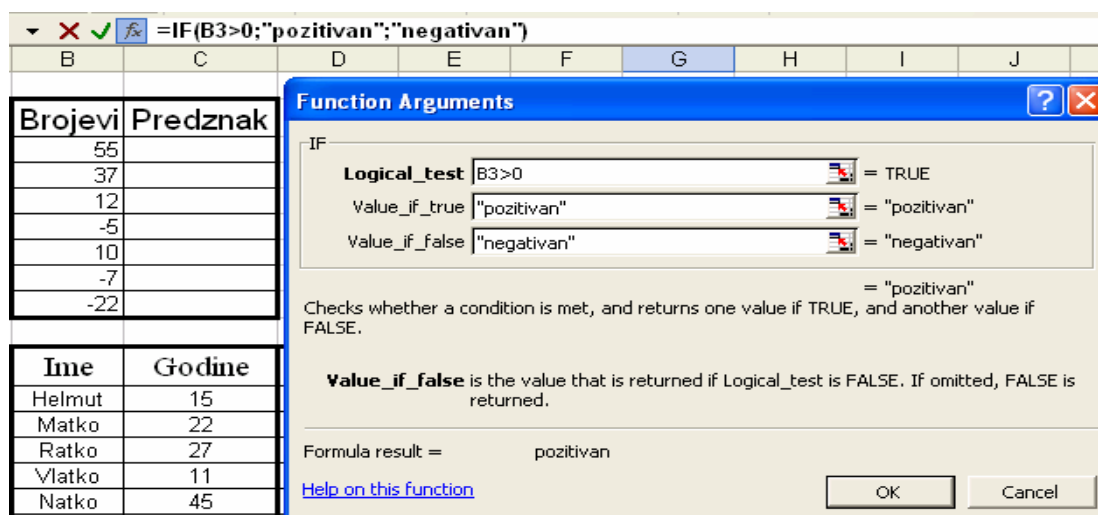 =IF(B3>0;"pozitivan";"negativan")
B C D E F G H I J
Brojevi Predznak
55
37
12
-5
10
-7
-22
Ime Godine
Helmut 15
Matko 22
Ratko 27
Vlatko 11
Natko 45
Function Arguments
IF
Logical_test B3>0 = TRUE
Value_if_true "pozitivan" = "pozitivan"
Value_if_false "negativan" = "negativan"
= "pozitivan"
Checks whether a condition is met, and returns one value if TRUE, and another value if
FALSE.
Value_if_false is the value that is returned if Logical_test is FALSE. If omitted, FALSE is
returned.
Formula result = pozitivan
Help on this function
OK Cancel